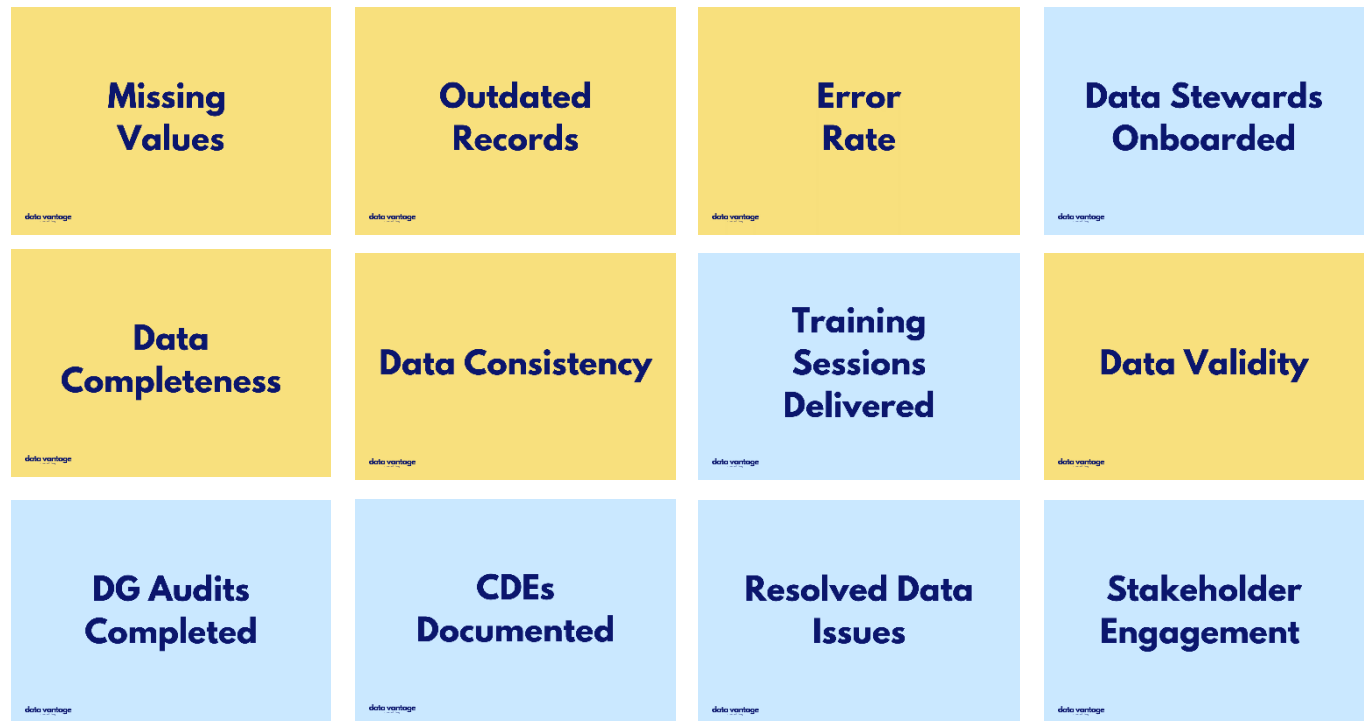 Missing
Values
data vantage
Outdated
Records
data vantage
Error
Rate
data vantage
Data Stewards
Onboarded
data vantage
Data
Completeness
data vantage
Data Consistency
data vantage
Training
Sessions
Delivered
data vantage
Data Validity
data vantage
DG Audits
Completed
data vantage
CDEs
Documented
data vantage
Resolved Data
Issues
data vantage
Stakeholder
Engagement
data vantage